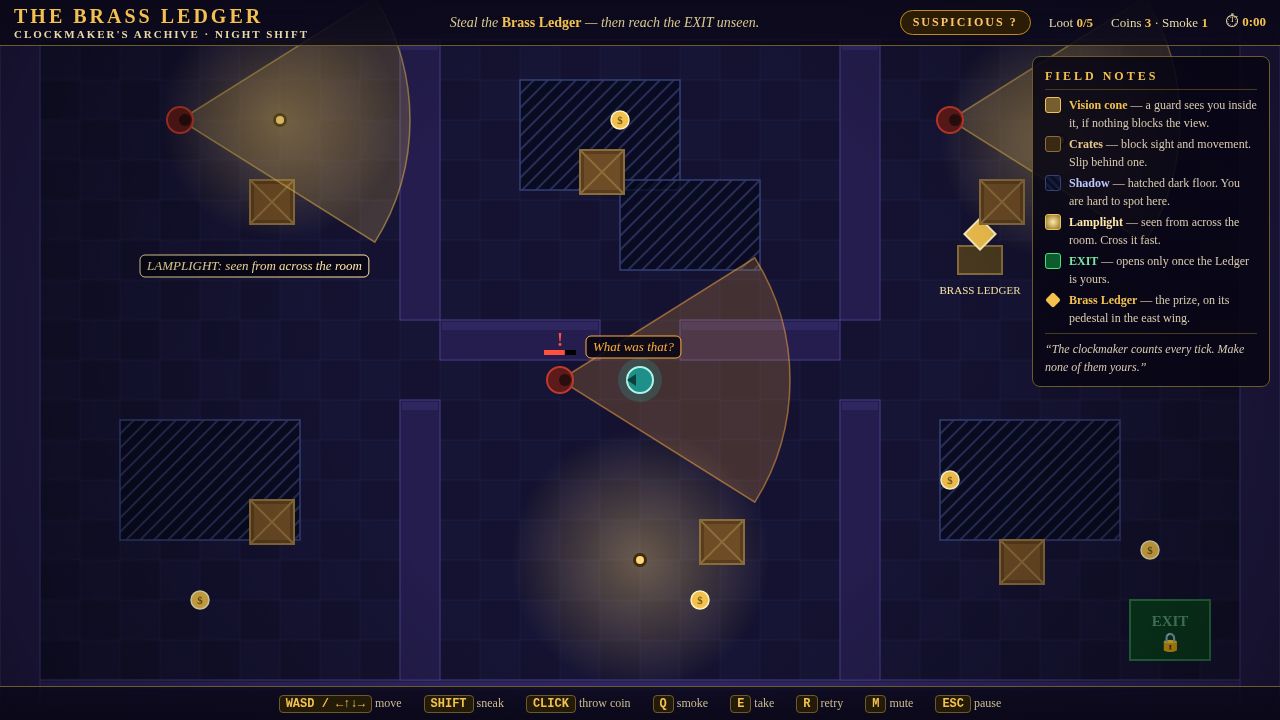 THE BRASS LEDGER
CLOCKMAKER'S ARCHIVE · NIGHT SHIFT
Steal the Brass Ledger — then reach the EXIT unseen.
SUSPICIOUS ?
Loot 0/5
Coins 3 · Smoke 1
⏱ 0:00
FIELD NOTES
Vision cone — a guard sees you inside
it, if nothing blocks the view.
Crates — block sight and movement.
Slip behind one.
Shadow — hatched dark floor. You
are hard to spot here.
Lamplight — seen from across the
room. Cross it fast.
EXIT — opens only once the Ledger
is yours.
Brass Ledger — the prize, on its
pedestal in the east wing.
“The clockmaker counts every tick. Make
none of them yours.”
$
LAMPLIGHT: seen from across the room
BRASS LEDGER
!
What was that?
$
$
$
$
EXIT
WASD / ←↑↓→ move
SHIFT sneak
CLICK throw coin
Q smoke
E take
R retry
M mute
ESC pause